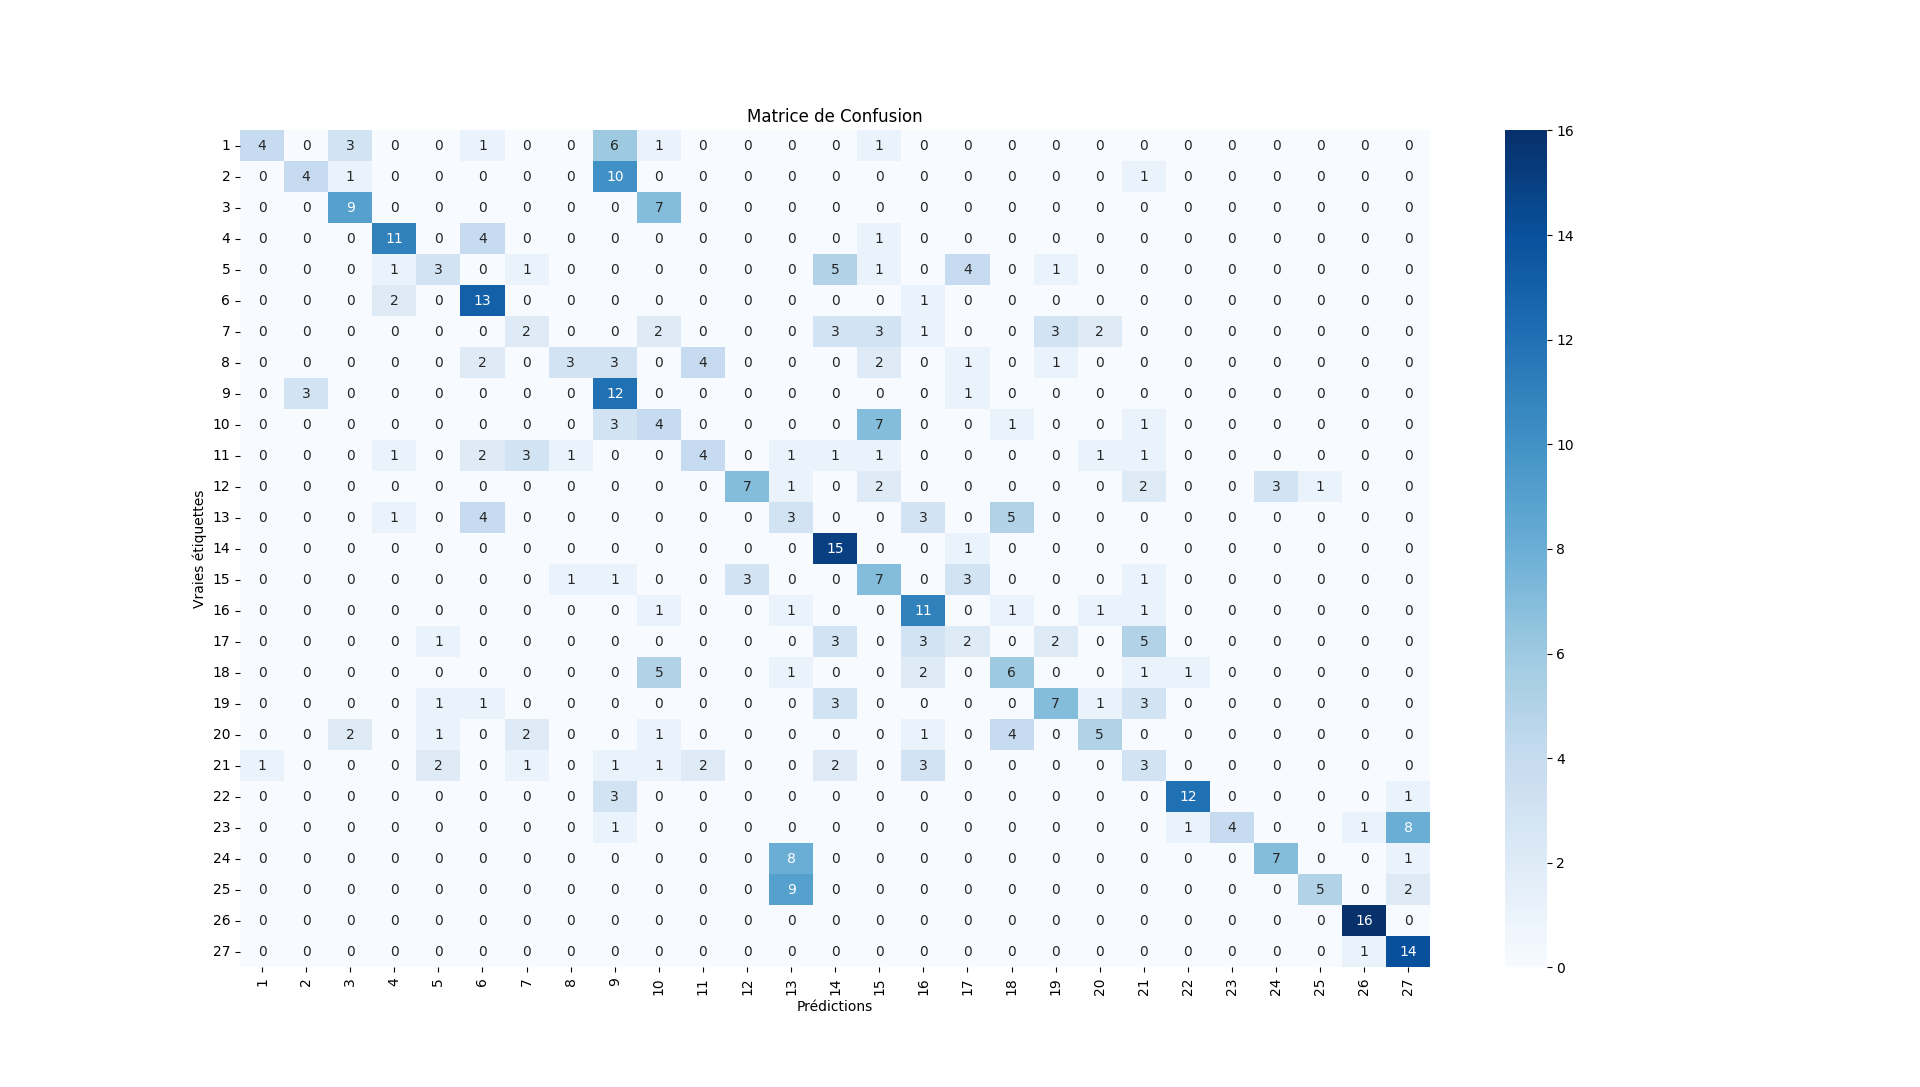 Matrice de Confusion
1 4 0 3 0 0 1 0 0 6 1 0 0 0 0 1 0 0 0 0 0 0 0 0 0 0 0 0
2 0 4 1 0 0 0 0 0 10 0 0 0 0 0 0 0 0 0 0 0 1 0 0 0 0 0 0
3 0 0 9 0 0 0 0 0 0 7 0 0 0 0 0 0 0 0 0 0 0 0 0 0 0 0 0
4 0 0 0 11 0 4 0 0 0 0 0 0 0 0 1 0 0 0 0 0 0 0 0 0 0 0 0
5 0 0 0 1 3 0 1 0 0 0 0 0 0 5 1 0 4 0 1 0 0 0 0 0 0 0 0
6 0 0 0 2 0 13 0 0 0 0 0 0 0 0 0 1 0 0 0 0 0 0 0 0 0 0 0
7 0 0 0 0 0 0 2 0 0 2 0 0 0 3 3 1 0 0 3 2 0 0 0 0 0 0 0
8 0 0 0 0 0 2 0 3 3 0 4 0 0 0 2 0 1 0 1 0 0 0 0 0 0 0 0
9 0 3 0 0 0 0 0 0 12 0 0 0 0 0 0 0 1 0 0 0 0 0 0 0 0 0 0
10 0 0 0 0 0 0 0 0 3 4 0 0 0 0 7 0 0 1 0 0 1 0 0 0 0 0 0
11 0 0 0 1 0 2 3 1 0 0 4 0 1 1 1 0 0 0 0 1 1 0 0 0 0 0 0
12 0 0 0 0 0 0 0 0 0 0 0 7 1 0 2 0 0 0 0 0 2 0 0 3 1 0 0
13 0 0 0 1 0 4 0 0 0 0 0 0 3 0 0 3 0 5 0 0 0 0 0 0 0 0 0
14 0 0 0 0 0 0 0 0 0 0 0 0 0 15 0 0 1 0 0 0 0 0 0 0 0 0 0
15 0 0 0 0 0 0 0 1 1 0 0 3 0 0 7 0 3 0 0 0 1 0 0 0 0 0 0
16 0 0 0 0 0 0 0 0 0 1 0 0 1 0 0 11 0 1 0 1 1 0 0 0 0 0 0
17 0 0 0 0 1 0 0 0 0 0 0 0 0 3 0 3 2 0 2 0 5 0 0 0 0 0 0
18 0 0 0 0 0 0 0 0 0 5 0 0 1 0 0 2 0 6 0 0 1 1 0 0 0 0 0
19 0 0 0 0 1 1 0 0 0 0 0 0 0 3 0 0 0 0 7 1 3 0 0 0 0 0 0
20 0 0 2 0 1 0 2 0 0 1 0 0 0 0 0 1 0 4 0 5 0 0 0 0 0 0 0
21 1 0 0 0 2 0 1 0 1 1 2 0 0 2 0 3 0 0 0 0 3 0 0 0 0 0 0
22 0 0 0 0 0 0 0 0 3 0 0 0 0 0 0 0 0 0 0 0 0 12 0 0 0 0 1
23 0 0 0 0 0 0 0 0 1 0 0 0 0 0 0 0 0 0 0 0 0 1 4 0 0 1 8
24 0 0 0 0 0 0 0 0 0 0 0 0 8 0 0 0 0 0 0 0 0 0 0 7 0 0 1
25 0 0 0 0 0 0 0 0 0 0 0 0 9 0 0 0 0 0 0 0 0 0 0 0 5 0 2
26 0 0 0 0 0 0 0 0 0 0 0 0 0 0 0 0 0 0 0 0 0 0 0 0 0 16 0
27 0 0 0 0 0 0 0 0 0 0 0 0 0 0 0 0 0 0 0 0 0 0 0 0 0 1 14
1 2 3 4 5 6 7 8 9 10 11 12 13 14 15 16 17 18 19 20 21 22 23 24 25 26 27
Prédictions
Vraies étiquettes
16
14
12
10
8
6
4
2
0